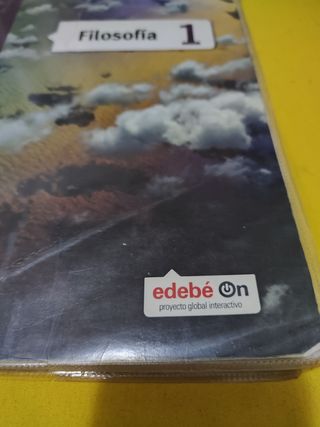 Filosofía 1
edebé On
proyecto global interactivo